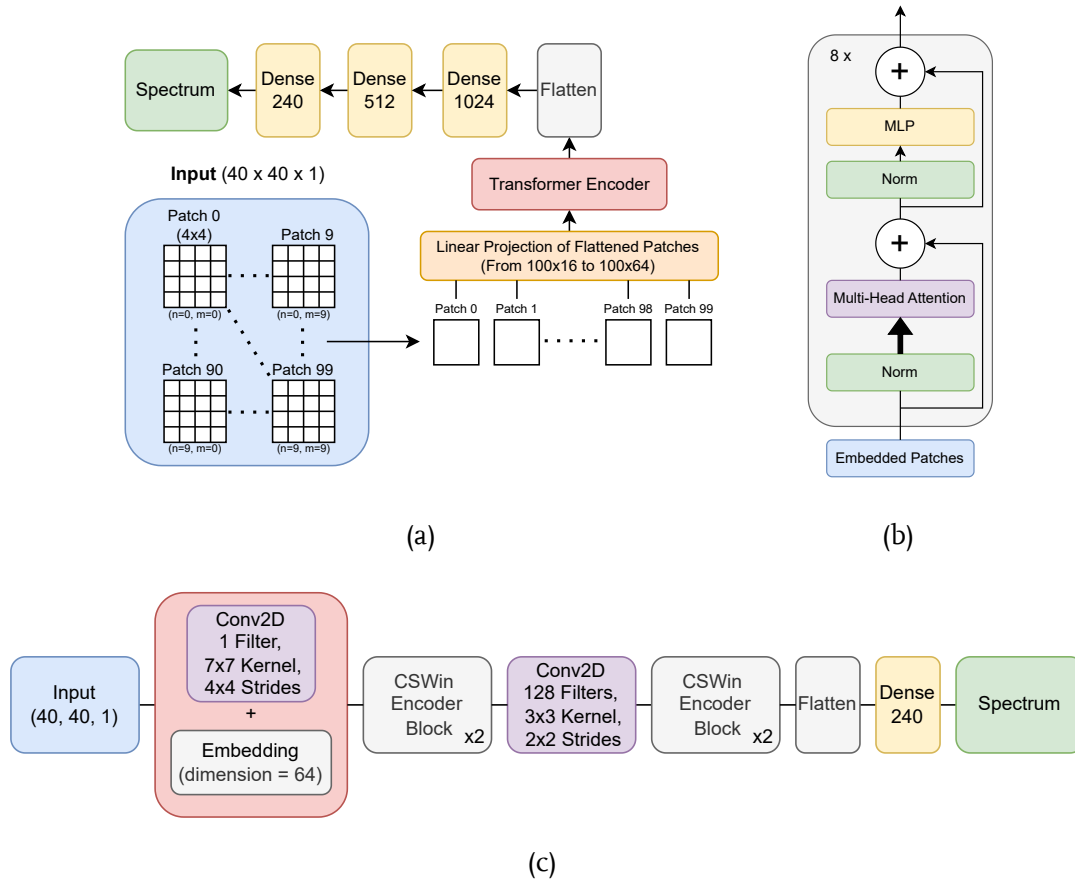 Spectrum
Dense
240
Dense
512
Dense
1024
Flatten
Input (40 x 40 x 1)
Transformer Encoder
Patch 0
(4x4)
Patch 9
(n=0, m=0)
(n=0, m=9)
Patch 90
Patch 99
(n=9, m=0)
(n=9, m=9)
Linear Projection of Flattened Patches
(From 100x16 to 100x64)
Patch 0
Patch 1
Patch 98
Patch 99
(a)
8 x
+
MLP
Norm
+
Multi-Head Attention
Norm
Embedded Patches
(b)
Input
(40, 40, 1)
Conv2D
1 Filter,
7x7 Kernel,
4x4 Strides
+
Embedding
(dimension = 64)
CSWin
Encoder
Block
x2
Conv2D
128 Filters,
3x3 Kernel,
2x2 Strides
CSWin
Encoder
Block
x2
Flatten
Dense
240
Spectrum
(c)